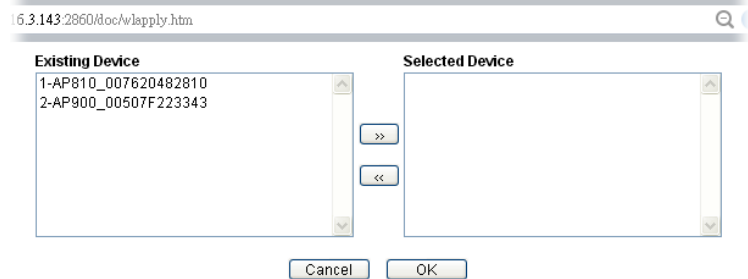 16.3.143:2860/doc/wlapply.htm
Existing Device
Selected Device
1-AP810_007620482810
2-AP900_00507F223343
>>
<<
Cancel
OK